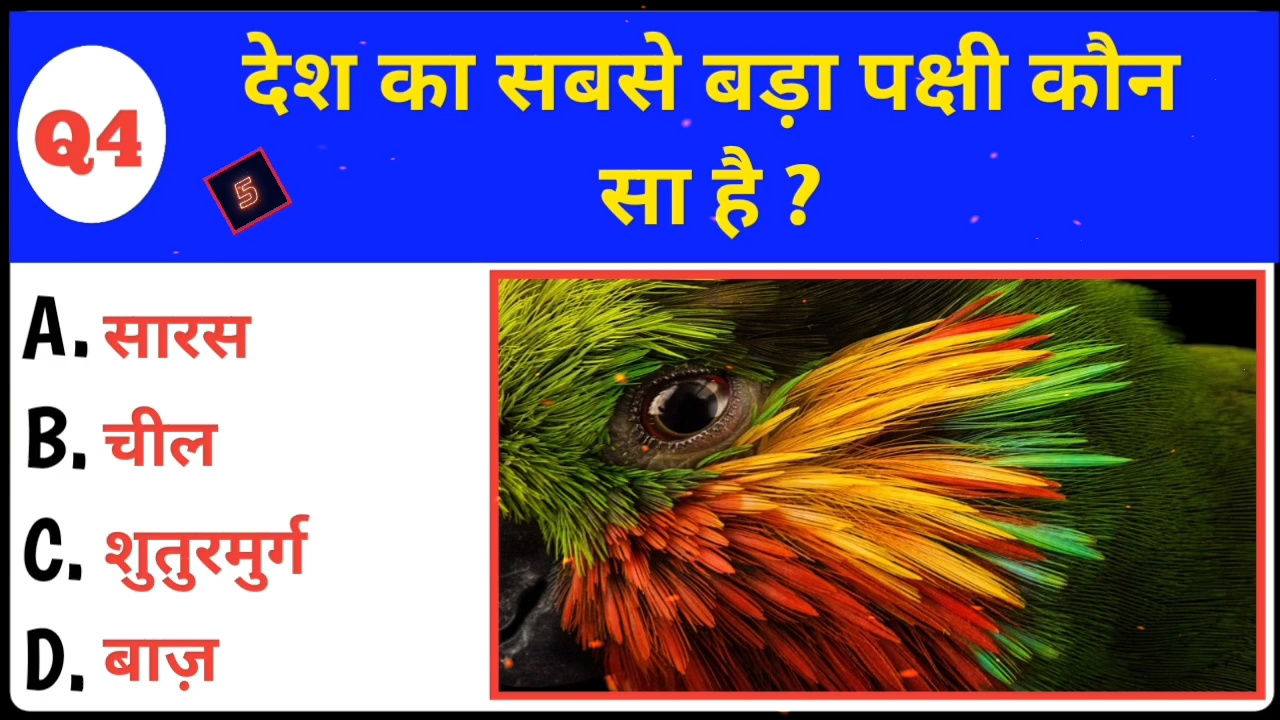 देश का सबसे बड़ा पक्षी कौन
सा है ?
Q4
5
A. सारस
B. चील
C. शुतुरमुर्ग
D. बाज़